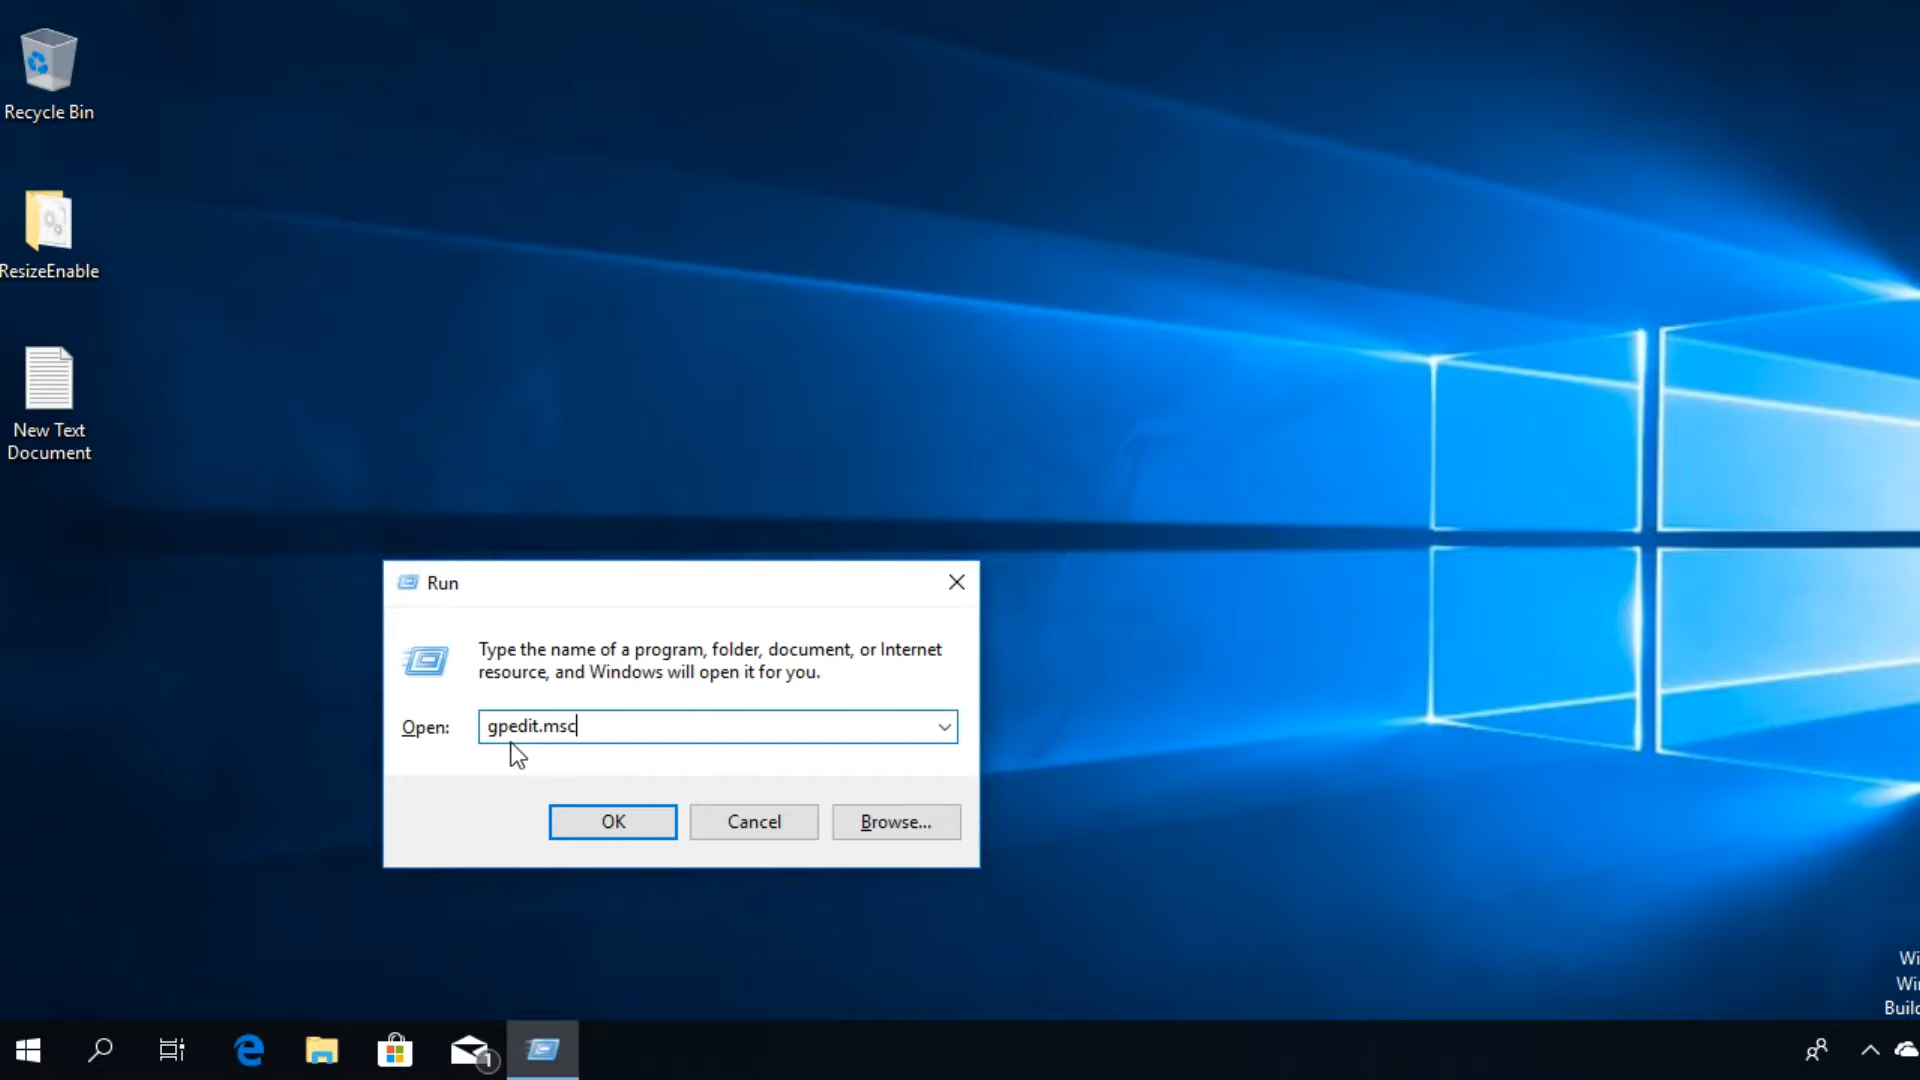 Recycle Bin
ResizeEnable
New Text
Document
Run
Type the name of a program, folder, document, or Internet
resource, and Windows will open it for you.
Open:
gpedit.msc
OK
Cancel
Browse...
1